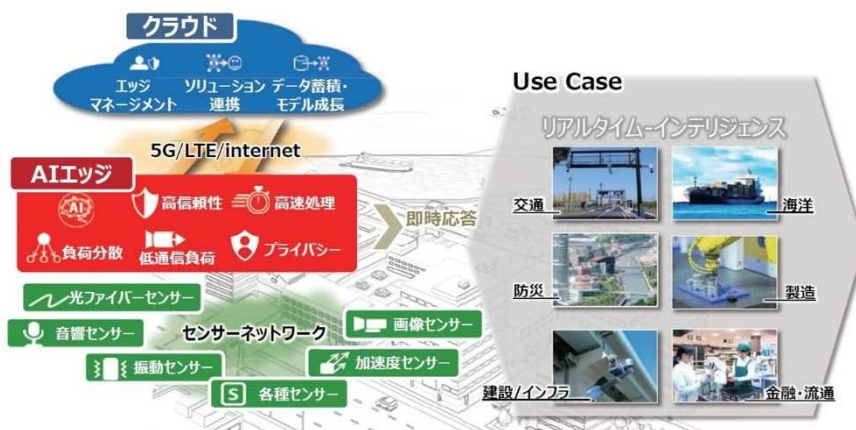 クラウド
エッジ
マネージメント
ソリューション
連携
データ蓄積・
モデル成長
5G/LTE/internet
AIエッジ
AI
高信頼性
高速処理
負荷分散
低通信負荷
プライバシー
即時応答
光ファイバーセンサー
音響センサー
センサーネットワーク
画像センサー
振動センサー
加速度センサー
S
各種センサー
Use Case
リアルタイム-インテリジェンス
交通
海洋
防災
製造
建設/インフラ
金融・流通